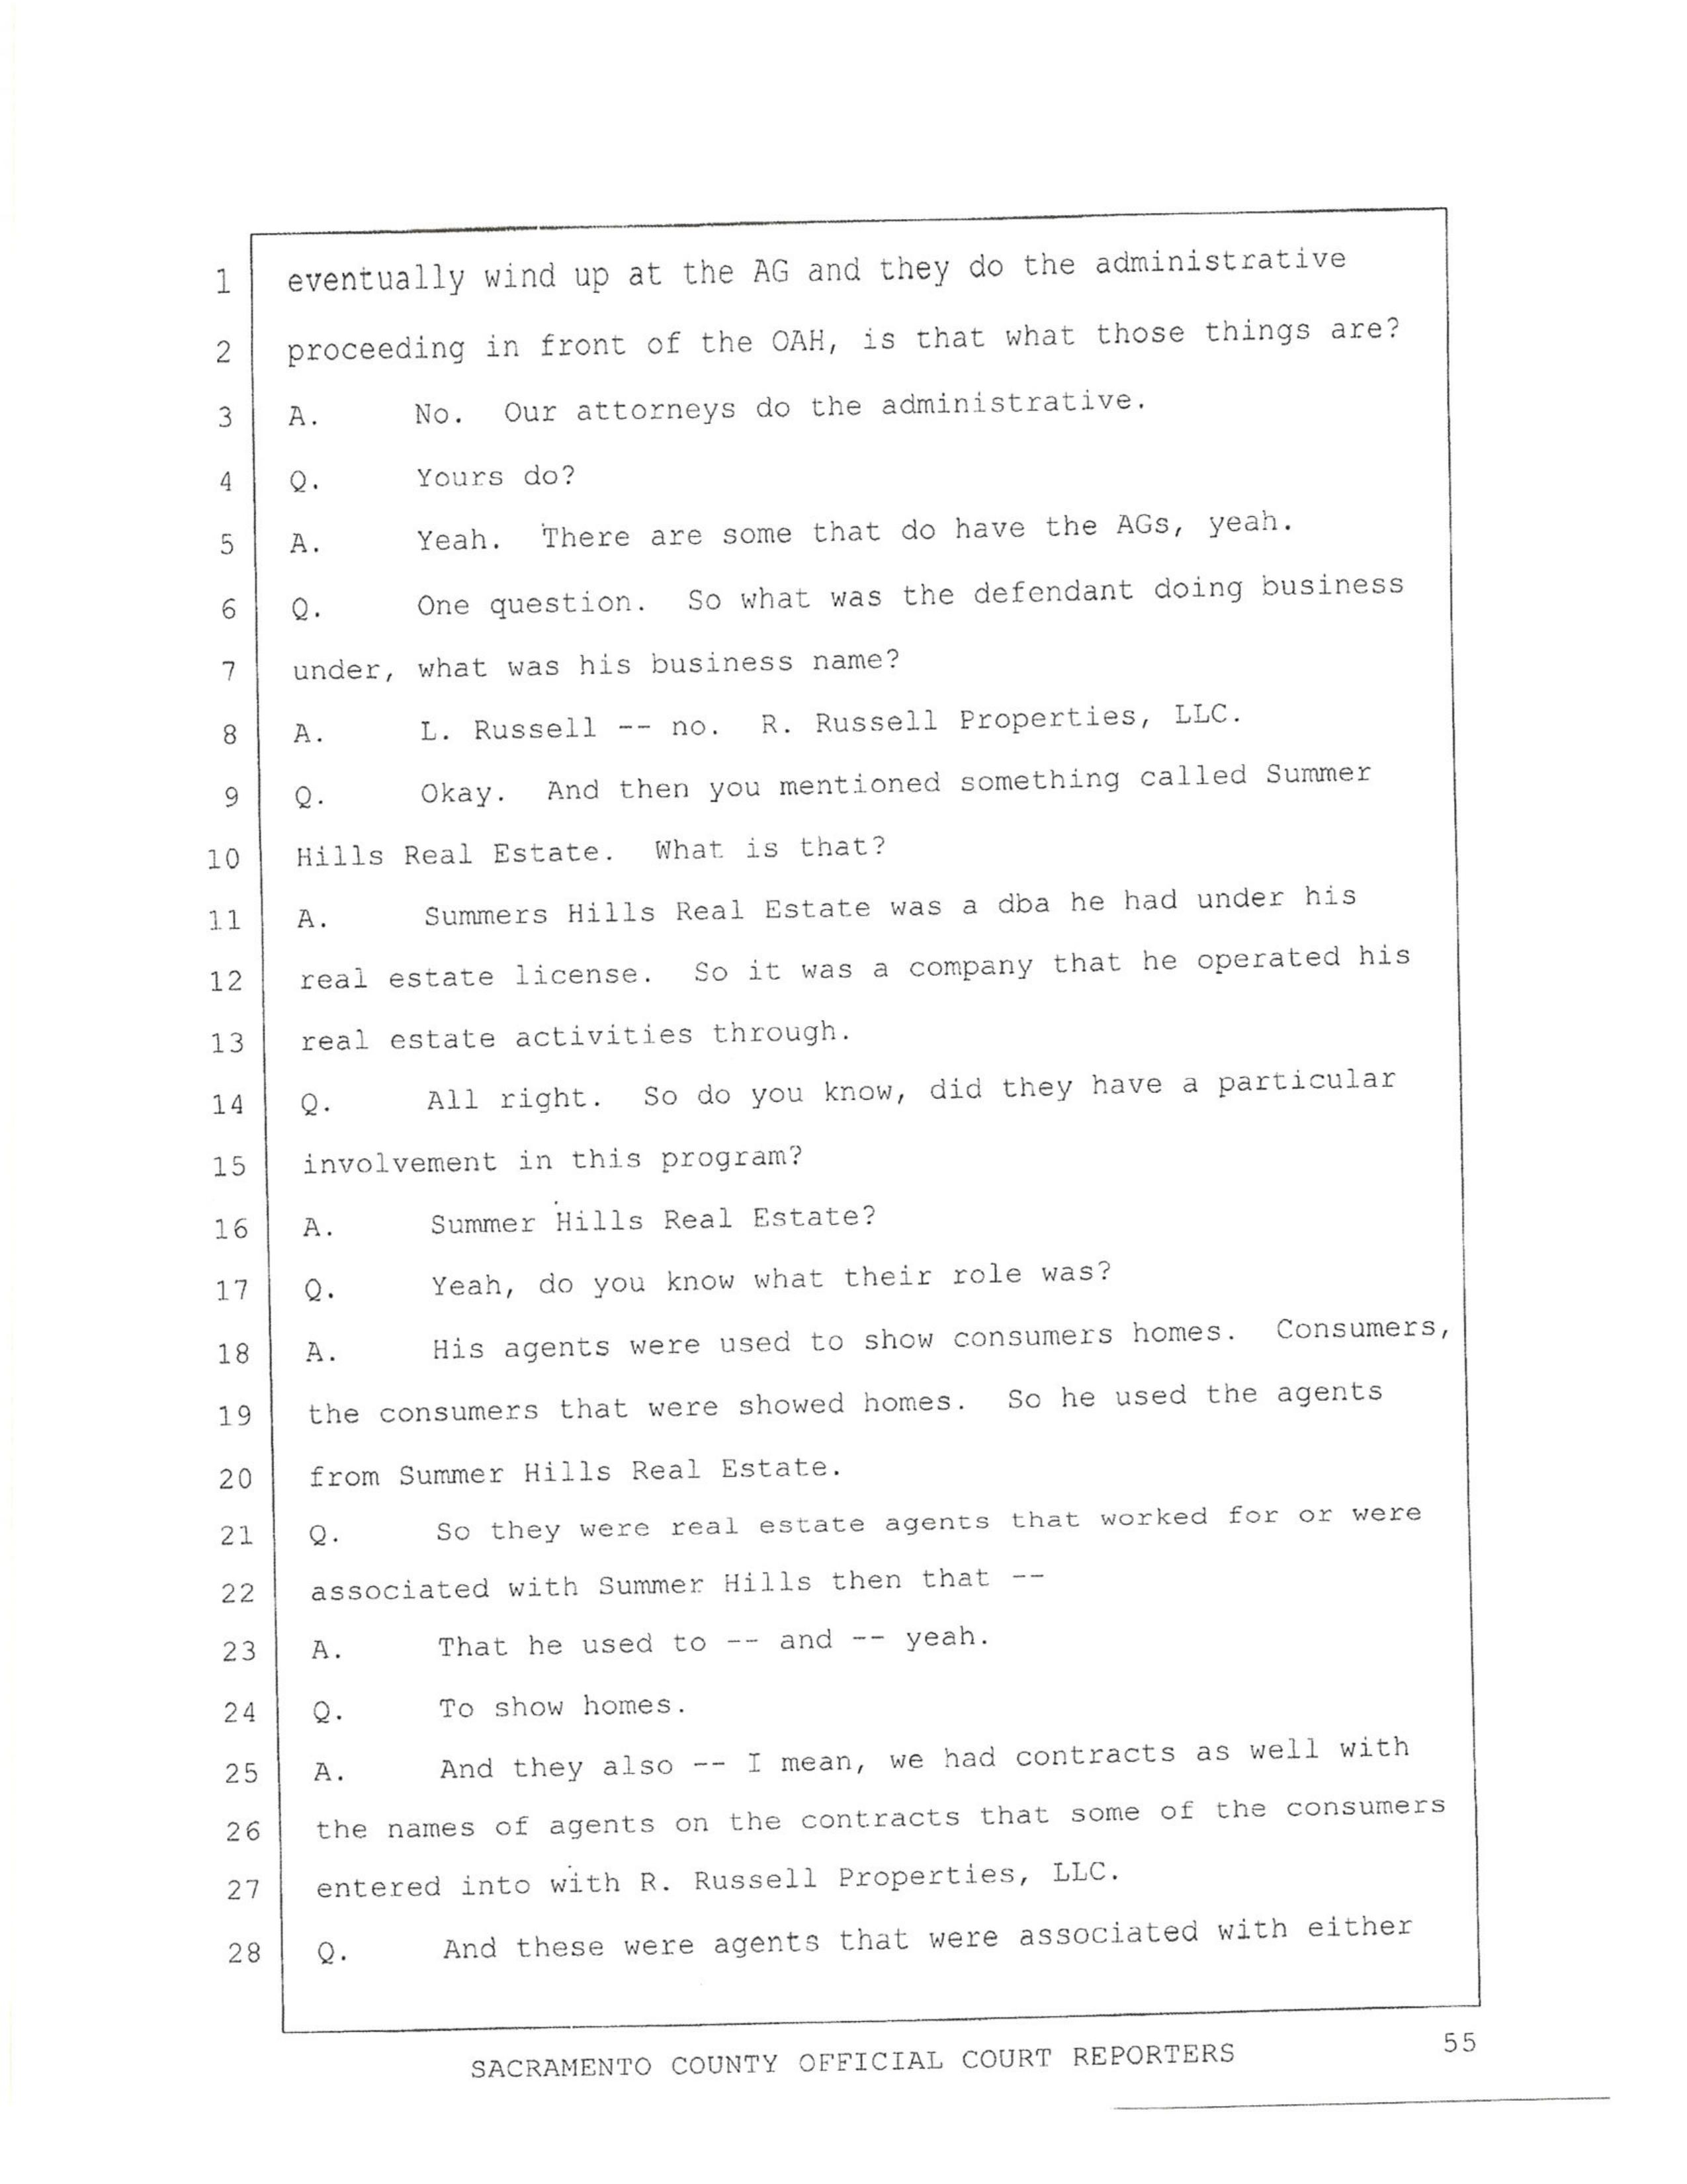 1 eventually wind up at the AG and they do the administrative
2 proceeding in front of the OAH, is that what those things are?
3 A. No. Our attorneys do the administrative.
4 Q. Yours do?
5 A. Yeah. There are some that do have the AGs, yeah.
6 Q. One question. So what was the defendant doing business
7 under, what was his business name?
8 A. L. Russell -- no. R. Russell Properties, LLC.
9 Q. Okay. And then you mentioned something called Summer
10 Hills Real Estate. What is that?
11 A. Summers Hills Real Estate was a dba he had under his
12 real estate license. So it was a company that he operated his
13 real estate activities through.
14 Q. All right. So do you know, did they have a particular
15 involvement in this program?
16 A. Summer Hills Real Estate?
17 Q. Yeah, do you know what their role was?
18 A. His agents were used to show consumers homes. Consumers,
19 the consumers that were showed homes. So he used the agents
20 from Summer Hills Real Estate.
21 Q. So they were real estate agents that worked for or were
22 associated with Summer Hills then that --
23 A. That he used to -- and -- yeah.
24 Q. To show homes.
25 A. And they also -- I mean, we had contracts as well with
26 the names of agents on the contracts that some of the consumers
27 entered into with R. Russell Properties, LLC.
28 Q. And these were agents that were associated with either
SACRAMENTO COUNTY OFFICIAL COURT REPORTERS 55